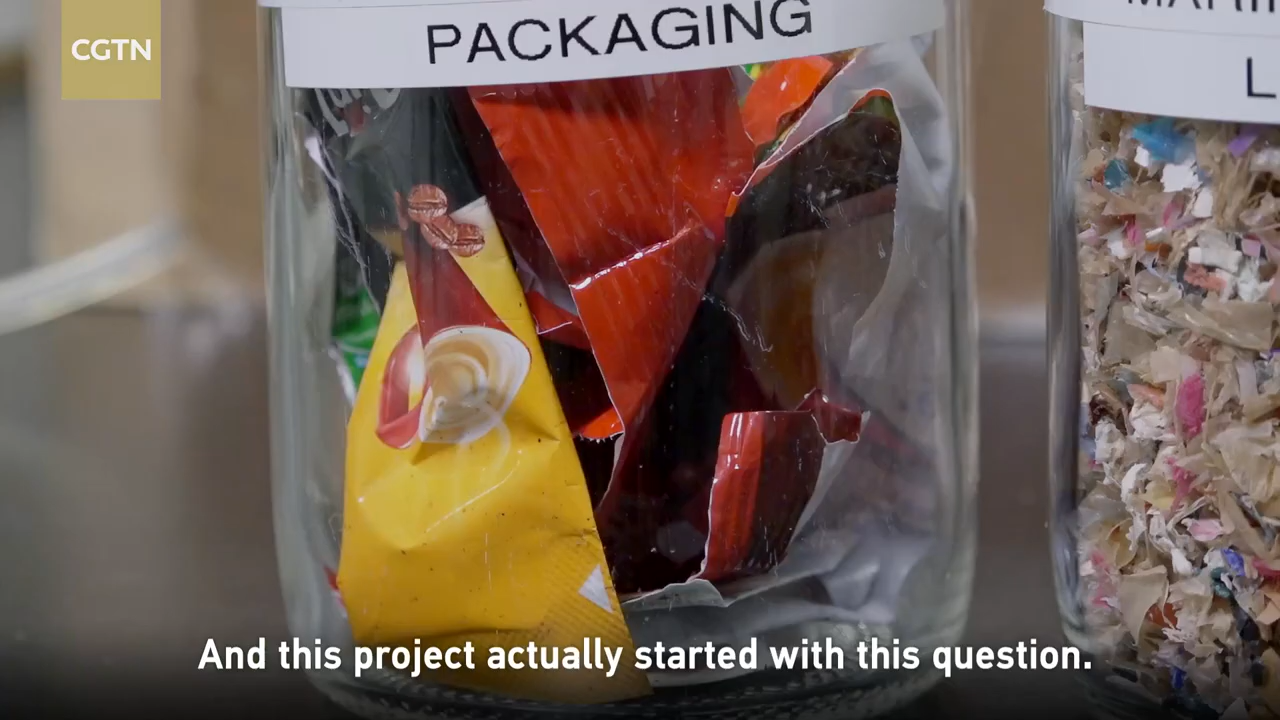 CGTN
PACKAGING
L
And this project actually started with this question.